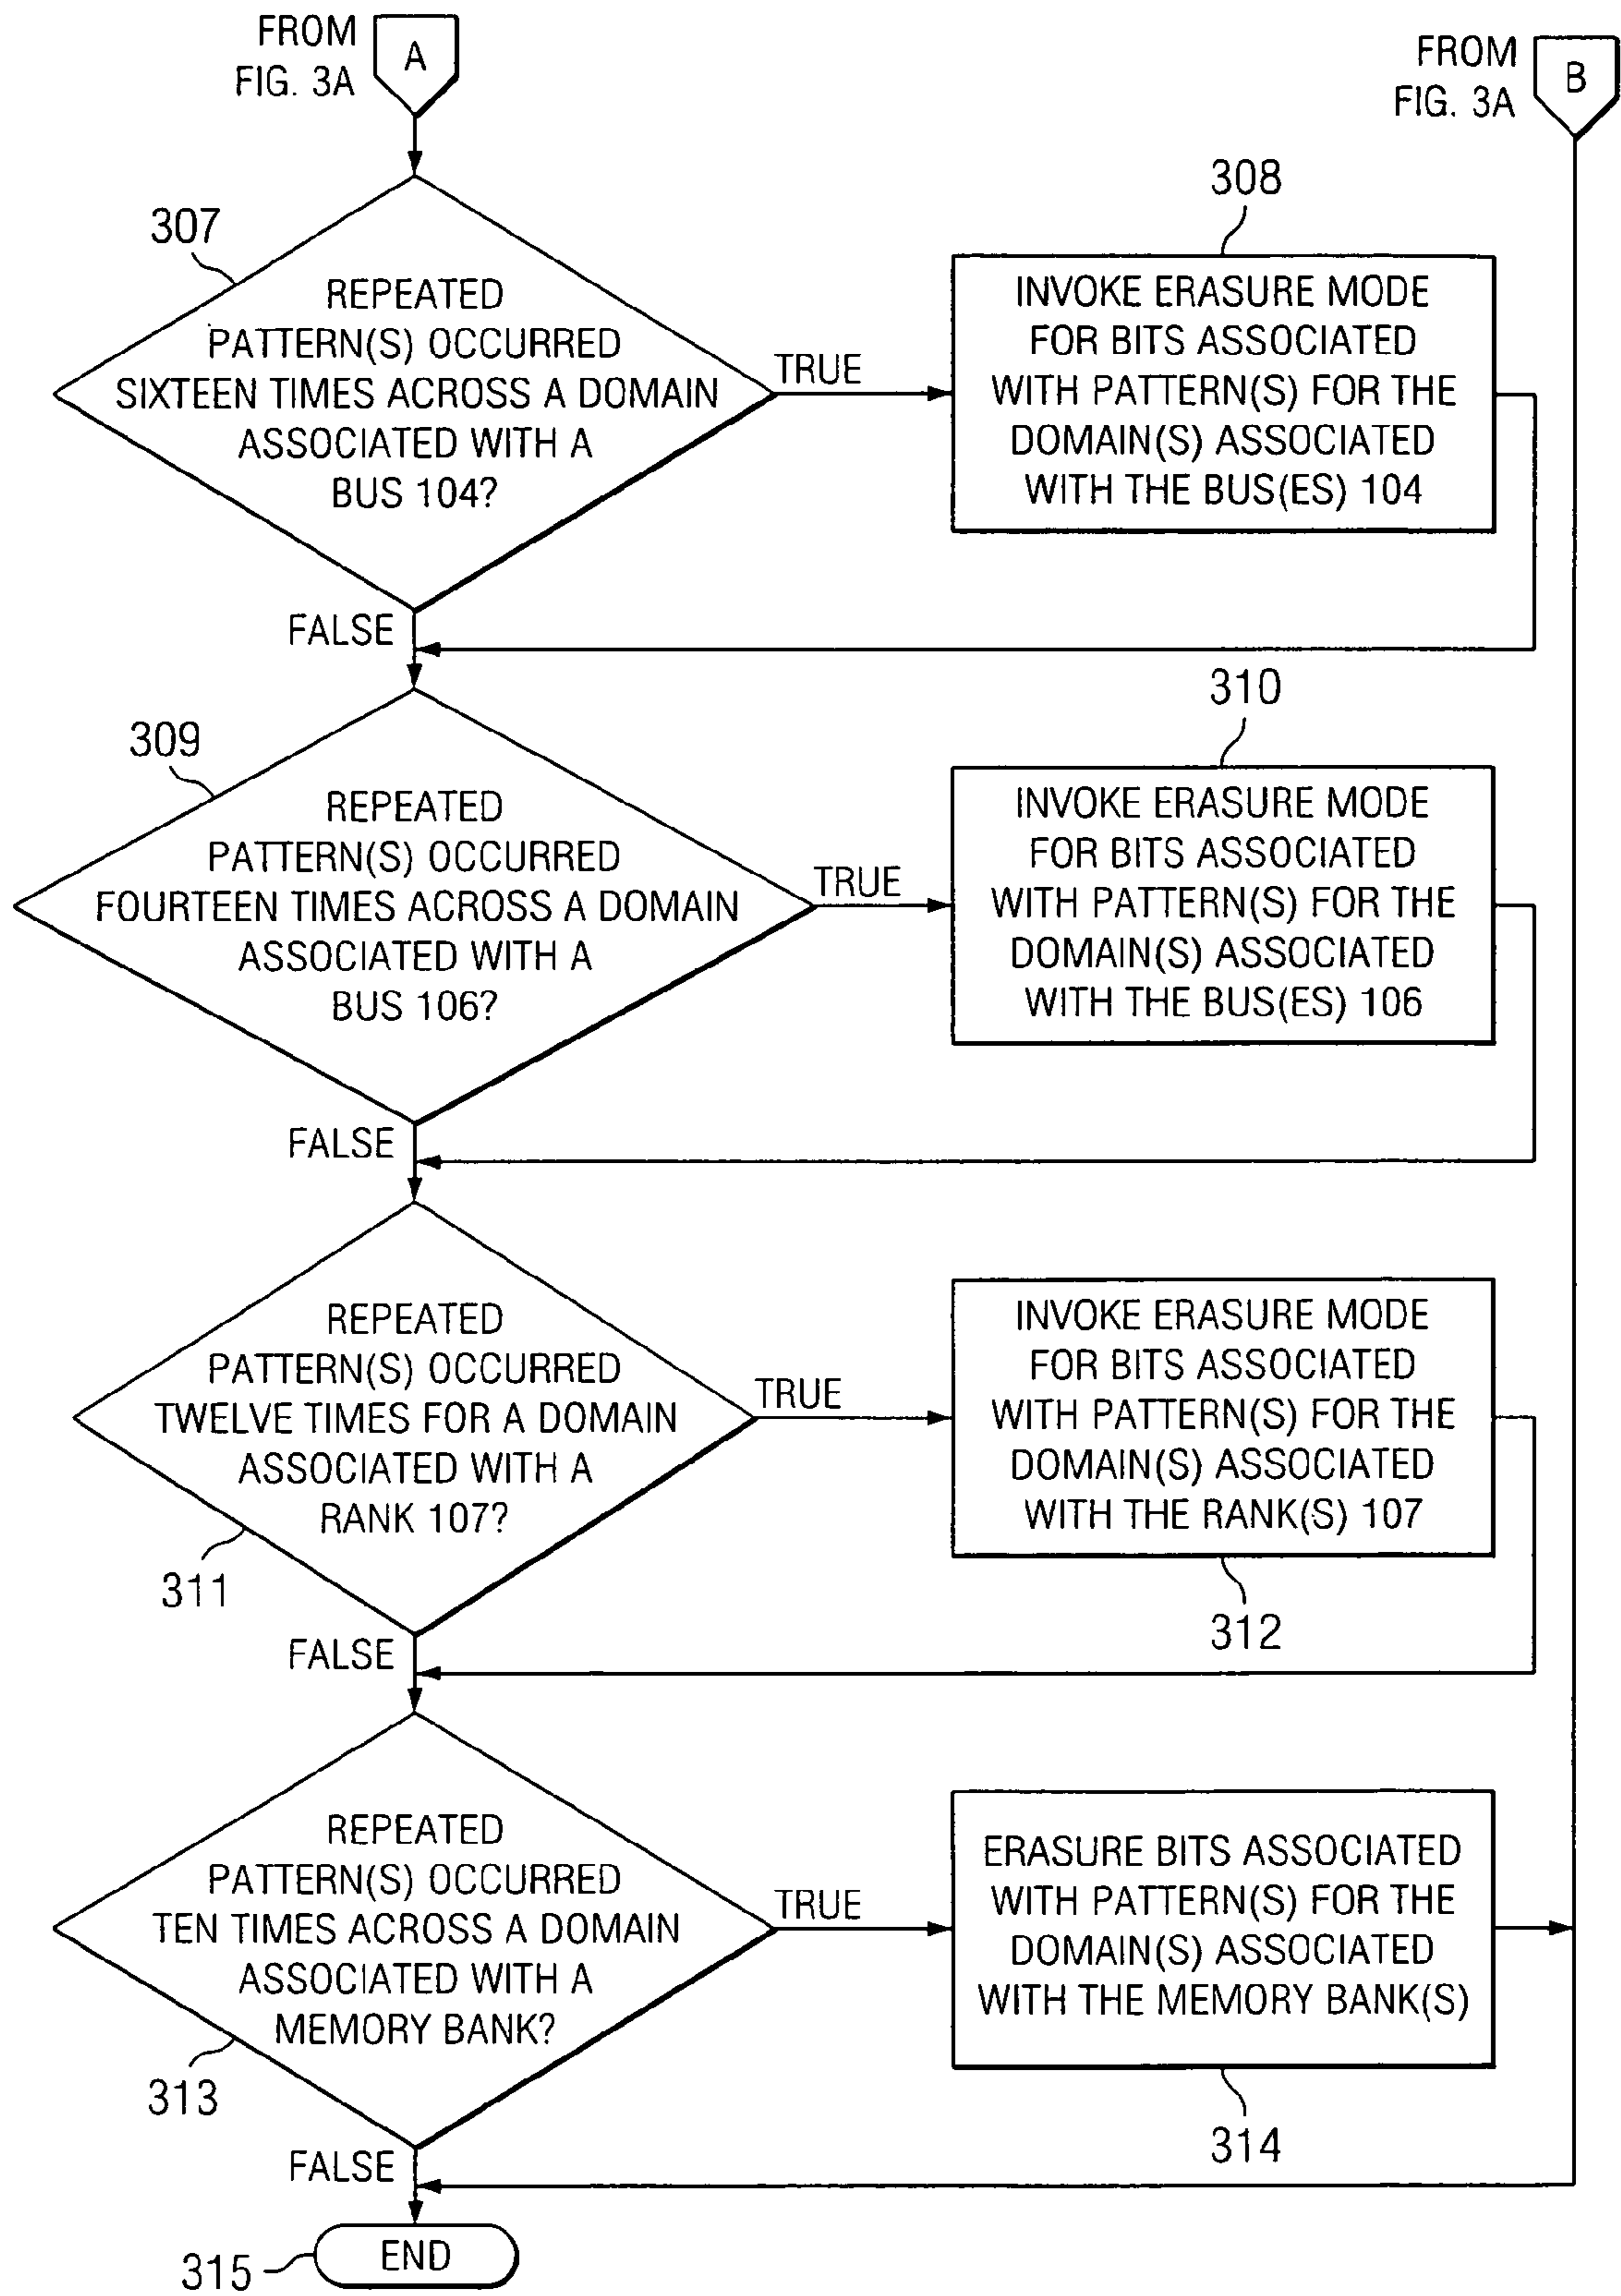 FROM
FIG. 3A
A
FROM
FIG. 3A
B
307
REPEATED
PATTERN(S) OCCURRED
SIXTEEN TIMES ACROSS A DOMAIN
ASSOCIATED WITH A
BUS 104?
TRUE
FALSE
308
INVOKE ERASURE MODE
FOR BITS ASSOCIATED
WITH PATTERN(S) FOR THE
DOMAIN(S) ASSOCIATED
WITH THE BUS(ES) 104
309
REPEATED
PATTERN(S) OCCURRED
FOURTEEN TIMES ACROSS A DOMAIN
ASSOCIATED WITH A
BUS 106?
TRUE
FALSE
310
INVOKE ERASURE MODE
FOR BITS ASSOCIATED
WITH PATTERN(S) FOR THE
DOMAIN(S) ASSOCIATED
WITH THE BUS(ES) 106
REPEATED
PATTERN(S) OCCURRED
TWELVE TIMES FOR A DOMAIN
ASSOCIATED WITH A
RANK 107?
311
TRUE
FALSE
INVOKE ERASURE MODE
FOR BITS ASSOCIATED
WITH PATTERN(S) FOR THE
DOMAIN(S) ASSOCIATED
WITH THE RANK(S) 107
312
REPEATED
PATTERN(S) OCCURRED
TEN TIMES ACROSS A DOMAIN
ASSOCIATED WITH A
MEMORY BANK?
313
TRUE
FALSE
ERASURE BITS ASSOCIATED
WITH PATTERN(S) FOR THE
DOMAIN(S) ASSOCIATED
WITH THE MEMORY BANK(S)
314
315
END